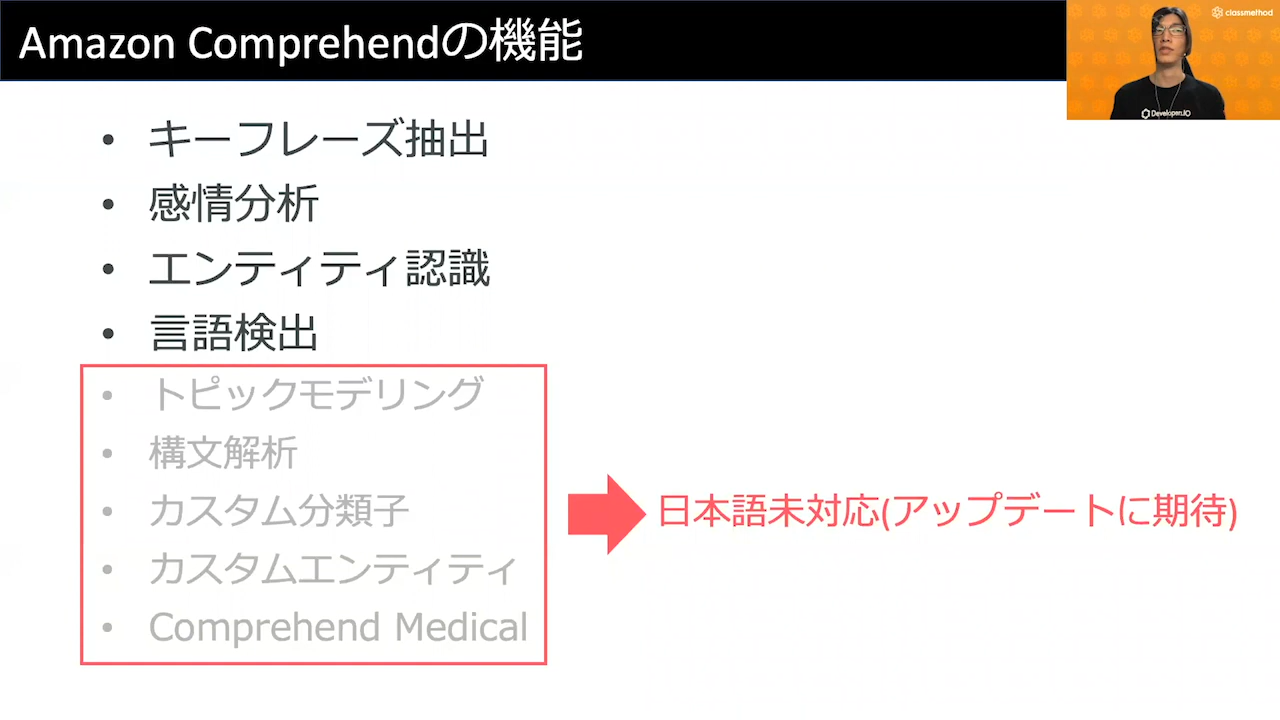 Amazon Comprehendの機能
classmethod
Developers.IO
• キーフレーズ抽出
• 感情分析
• エンティティ認識
• 言語検出
• トピックモデリング
• 構文解析
• カスタム分類子
• カスタムエンティティ
• Comprehend Medical
日本語未対応(アップデートに期待)